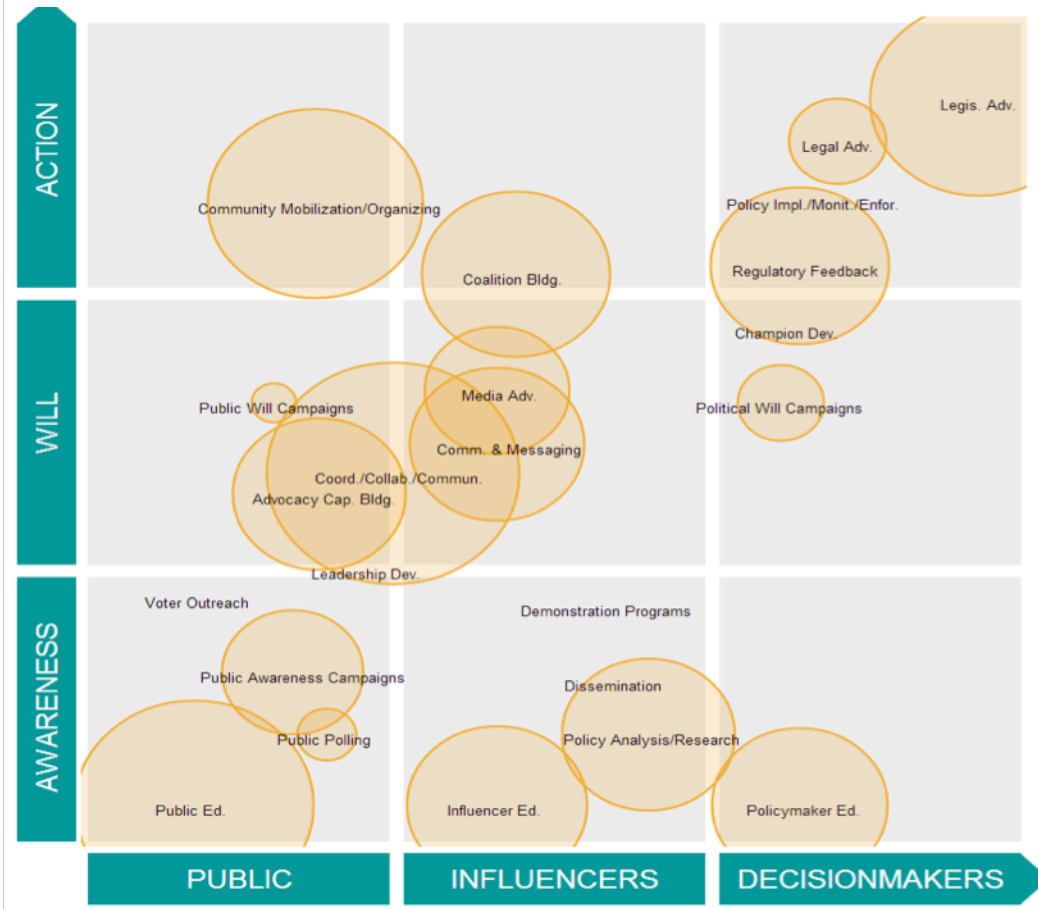 ACTION
Legis. Adv.
Legal Adv.
Community Mobilization/Organizing
Policy Impl./Monit./Enfor.
Coalition Bldg.
Regulatory Feedback
WILL
Champion Dev.
Media Adv.
Public Will Campaigns
Political Will Campaigns
Comm. & Messaging
Coord./Collab./Commun.
Advocacy Cap. Bldg.
Leadership Dev.
AWARENESS
Voter Outreach
Demonstration Programs
Public Awareness Campaigns
Dissemination
Public Polling
Policy Analysis/Research
Public Ed.
Influencer Ed.
Policymaker Ed.
PUBLIC
INFLUENCERS
DECISIONMAKERS